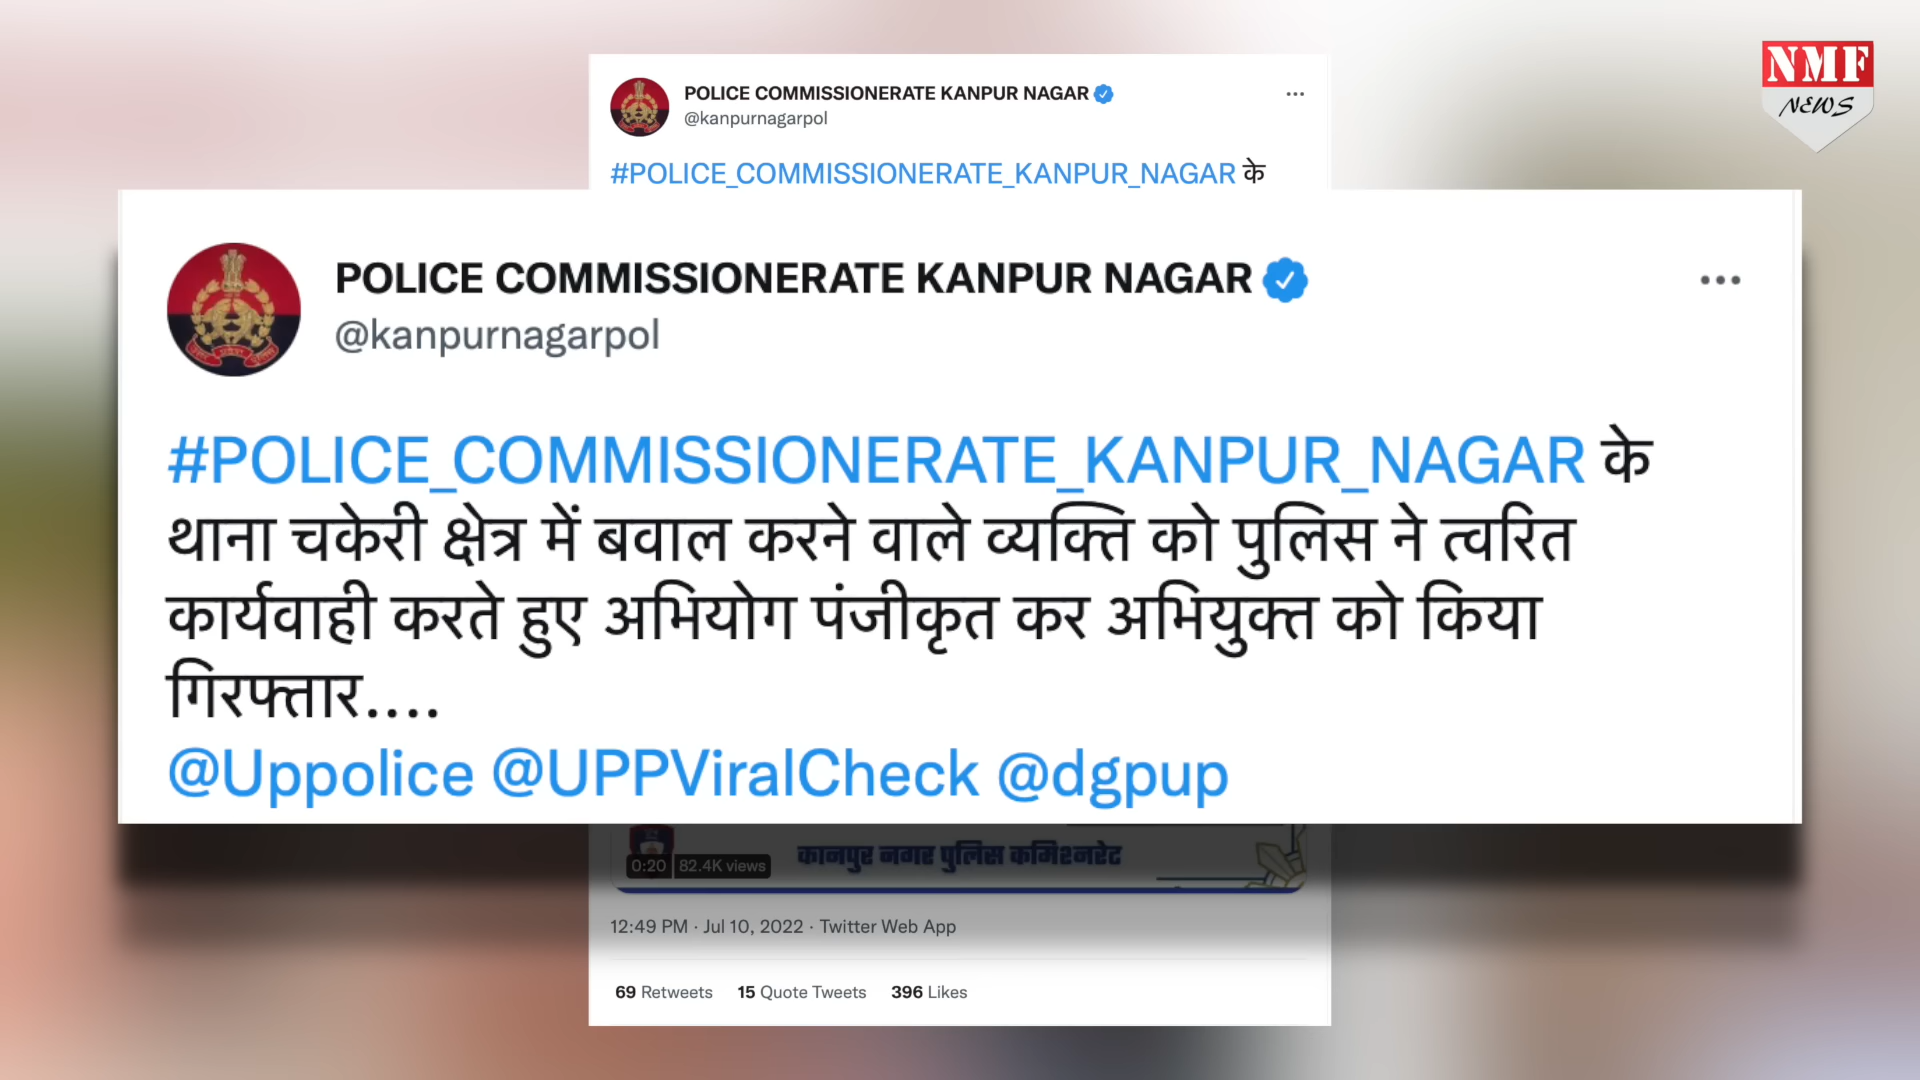 POLICE COMMISSIONERATE KANPUR NAGAR
@kanpurnagarpol
#POLICE_COMMISSIONERATE_KANPUR_NAGAR के
NMF
NEWS
POLICE COMMISSIONERATE KANPUR NAGAR
@kanpurnagarpol
#POLICE_COMMISSIONERATE_KANPUR_NAGAR के
थाना चकेरी क्षेत्र में बवाल करने वाले व्यक्ति को पुलिस ने त्वरित
कार्यवाही करते हुए अभियोग पंजीकृत कर अभियुक्त को किया
गिरफ्तार....
@Uppolice @UPPViralCheck @dgpup
0:20 82.4K views
कानपुर नगर पुलिस कमिश्नरेट
12:49 PM · Jul 10, 2022 · Twitter Web App
69 Retweets 15 Quote Tweets 396 Likes